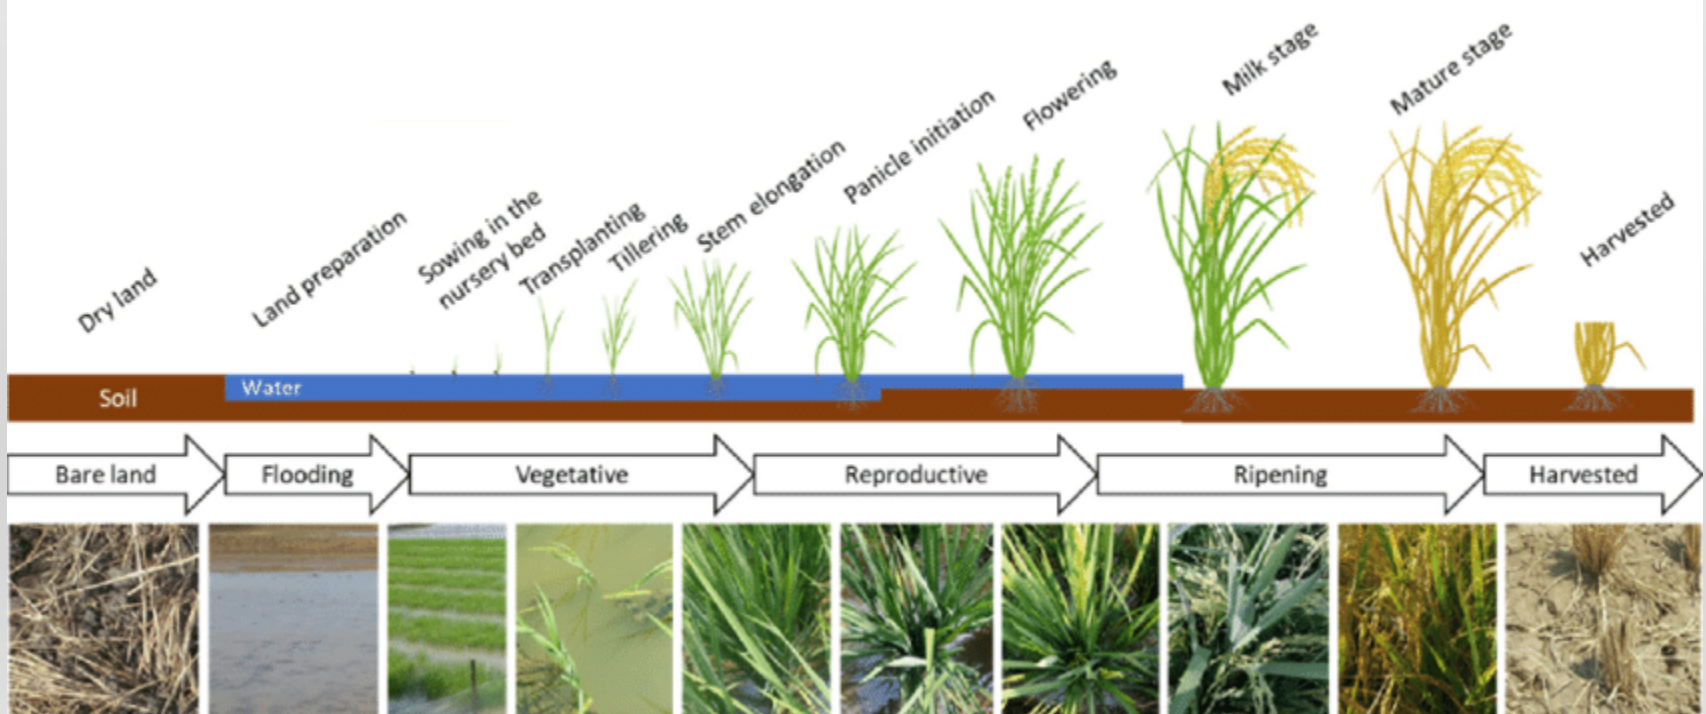 Dry land
Land preparation
Sowing in the
nursery bed
Transplanting
Tillering
Stem elongation
Panicle initiation
Flowering
Milk stage
Mature stage
Harvested
Soil
Water
Bare land
Flooding
Vegetative
Reproductive
Ripening
Harvested